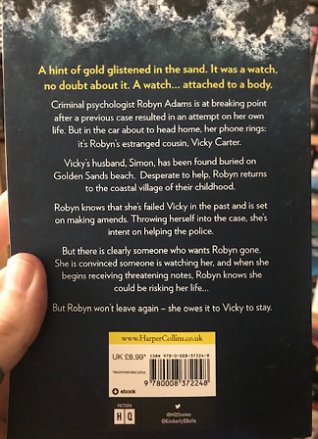 A hint of gold glistened in the sand. It was a watch,
no doubt about it. A watch... attached to a body.
Criminal psychologist Robyn Adams is at breaking point
after a previous case resulted in an attempt on her own
life. But in the car about to head home, her phone rings:
it's Robyn's estranged cousin, Vicky Carter.
Vicky's husband, Simon, has been found buried on
Golden Sands beach. Desperate to help, Robyn returns
to the coastal village of their childhood.
Robyn knows that she's failed Vicky in the past and is set
on making amends. Throwing herself into the case, she's
intent on helping the police.
But there is clearly someone who wants Robyn gone.
She is convinced someone is watching her, and when she
begins receiving threatening notes, Robyn knows she
could be risking her life...
But Robyn won't leave again – she owes it to Vicky to stay.
www.HarperCollins.co.uk
UK £8.99*
*recommended price
ebook
ISBN 978-0-008-37224-8
9 780008 372248
FICTION
HQ
@HQStories